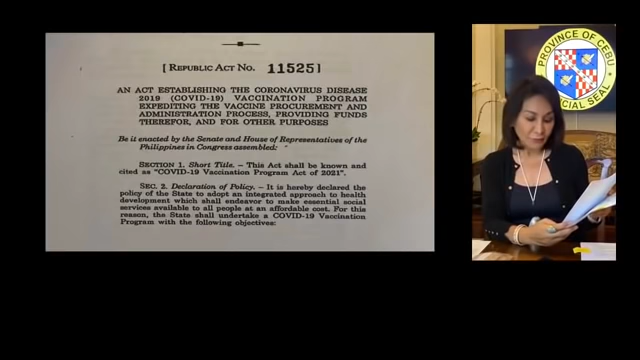 [ REPUBLIC ACT NO. 11525 ]
AN ACT ESTABLISHING THE CORONAVIRUS DISEASE
2019 (COVID-19) VACCINATION PROGRAM
EXPEDITING THE VACCINE PROCUREMENT AND
ADMINISTRATION PROCESS, PROVIDING FUNDS
THEREFOR, AND FOR OTHER PURPOSES
Be it enacted by the Senate and House of Representatives of the
Philippines in Congress assembled:
SECTION 1. Short Title. – This Act shall be known and
cited as "COVID-19 Vaccination Program Act of 2021".
SEC. 2. Declaration of Policy. – It is hereby declared the
policy of the State to adopt an integrated approach to health
development which shall endeavor to make essential social
services available to all people at an affordable cost. For this
reason, the State shall undertake a COVID-19 Vaccination
Program with the following objectives:
PROVINCE OF CEBU
OFFICIAL SEAL